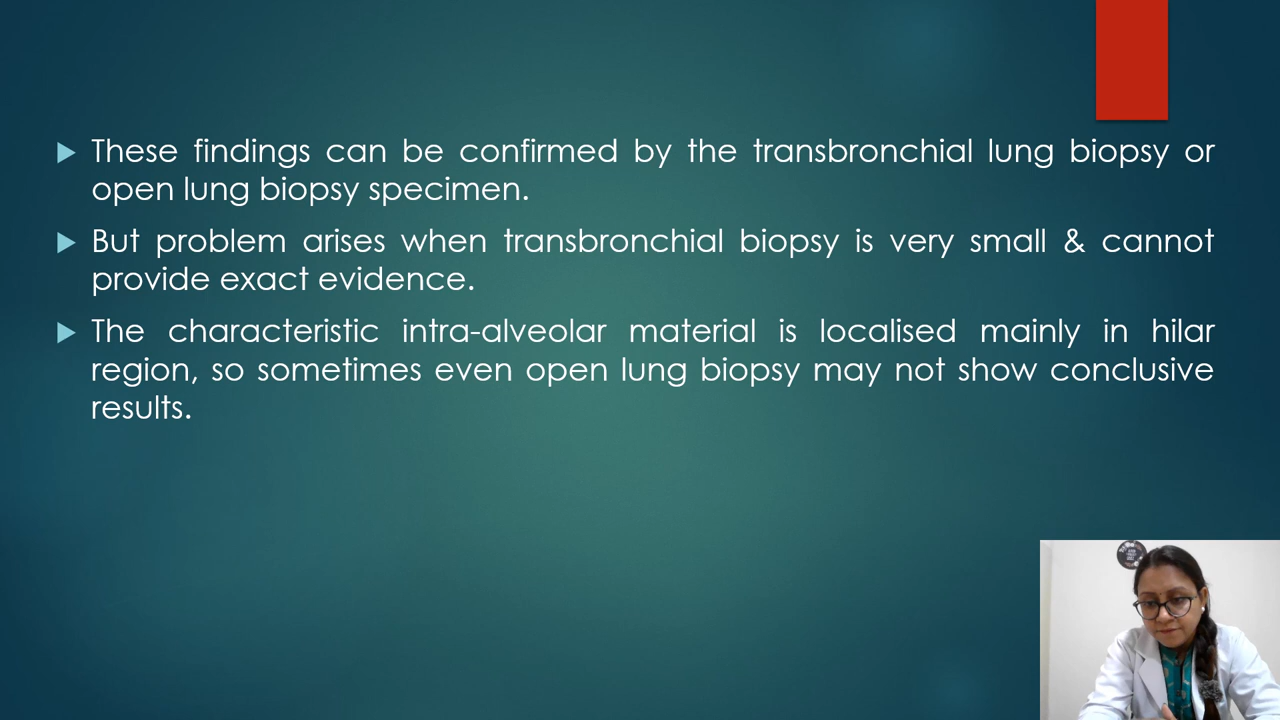 These findings can be confirmed by the transbronchial lung biopsy or
open lung biopsy specimen.
But problem arises when transbronchial biopsy is very small & cannot
provide exact evidence.
The characteristic intra-alveolar material is localised mainly in hilar
region, so sometimes even open lung biopsy may not show conclusive
results.